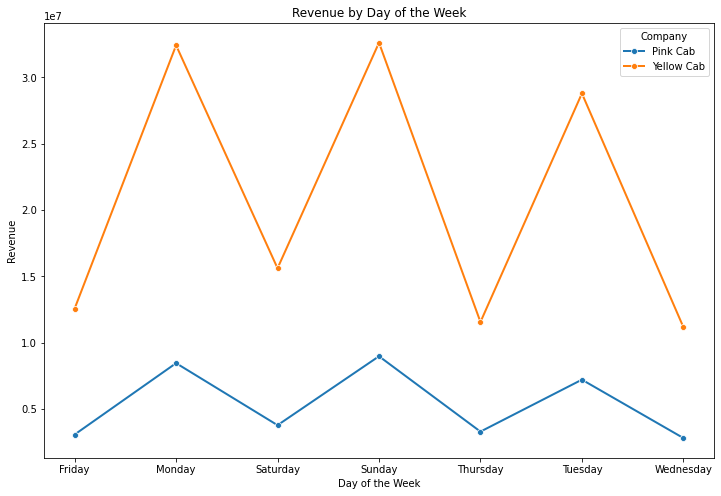 Revenue by Day of the Week
1e7
Company
Pink Cab
Yellow Cab
3.0
2.5
2.0
1.5
1.0
0.5
Revenue
Friday Monday Saturday Sunday Thursday Tuesday Wednesday
Day of the Week